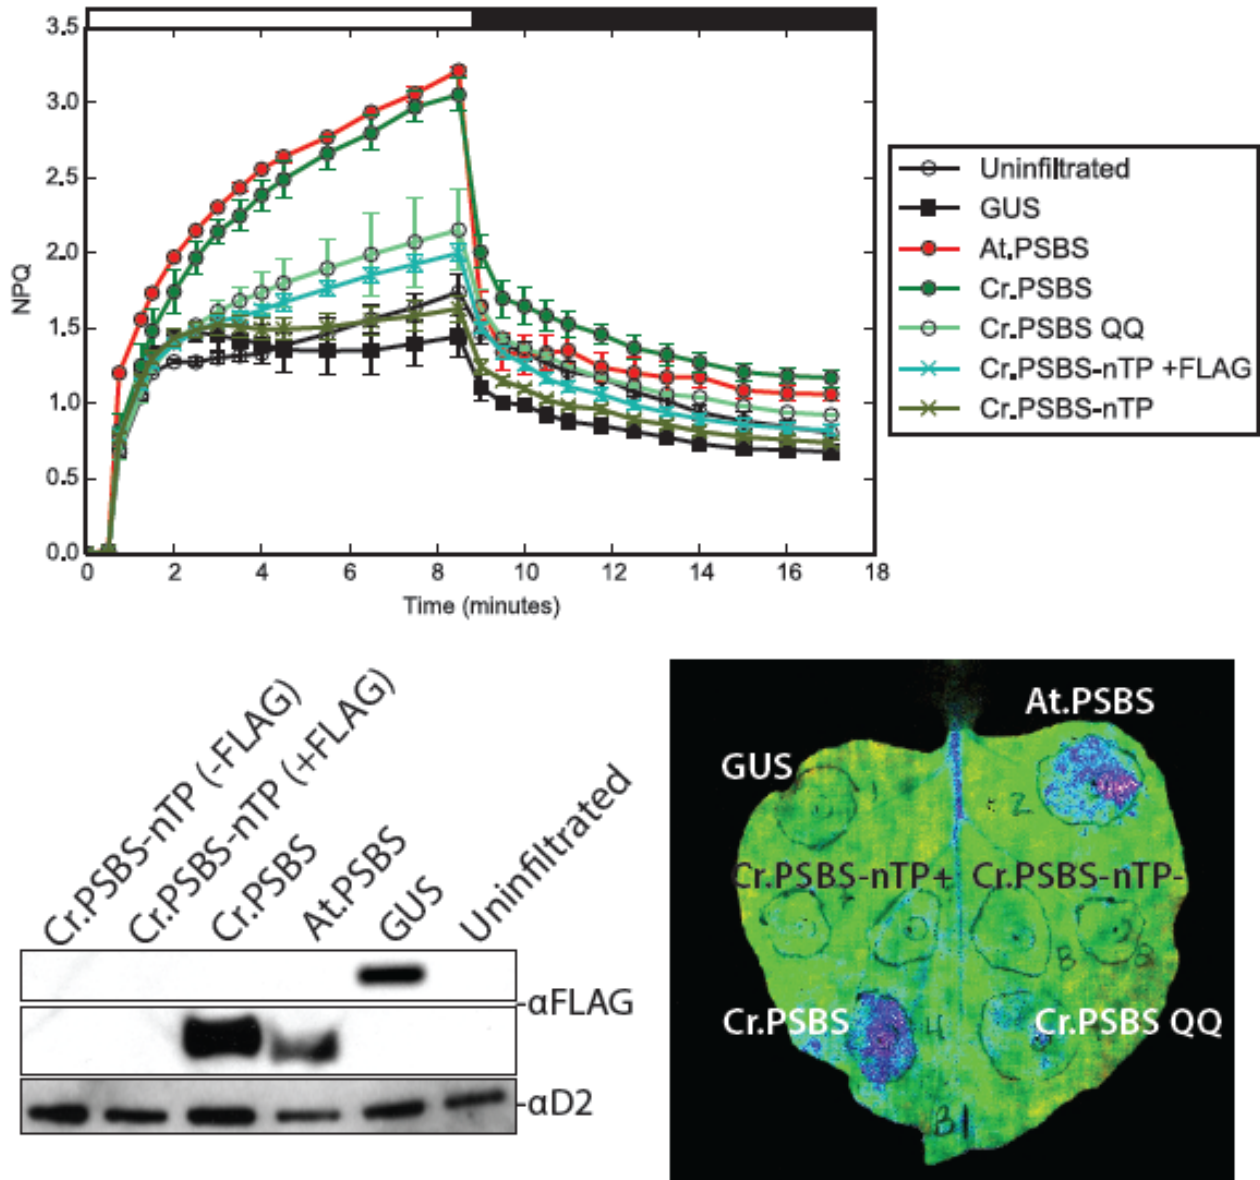 3.5
3.0
2.5
2.0
1.5
1.0
0.5
0.0
NPQ
0 2 4 6 8 10 12 14 16 18
Time (minutes)
Uninfiltrated
GUS
At.PSBS
Cr.PSBS
Cr.PSBS QQ
Cr.PSBS-nTP +FLAG
Cr.PSBS-nTP
Cr.PSBS-nTP (-FLAG)
Cr.PSBS-nTP (+FLAG)
Cr.PSBS
At.PSBS
GUS
Uninfiltrated
-αFLAG
-αD2
At.PSBS
GUS
2
Cr.PSBS-nTP+ Cr.PSBS-nTP-
B
Cr.PSBS 4 Cr.PSBS QQ
B1